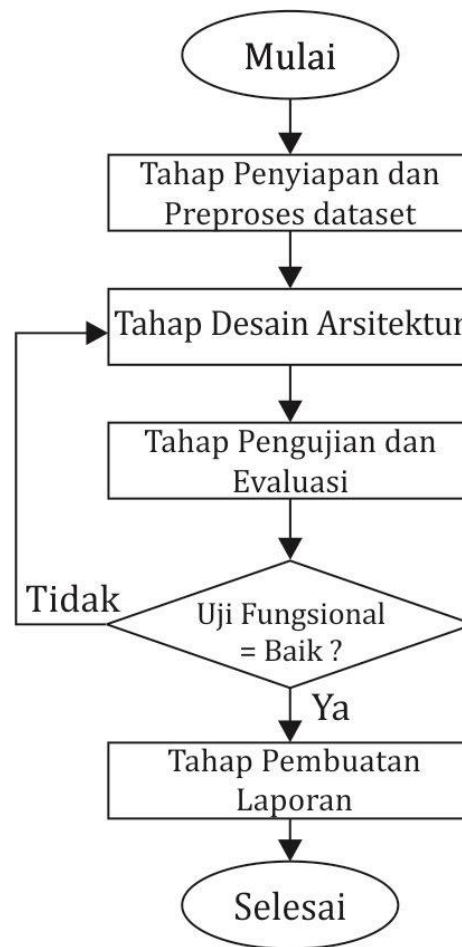 Mulai
Tahap Penyiapan dan
Preproses dataset
Tahap Desain Arsitektur
Tahap Pengujian dan
Evaluasi
Tidak
Uji Fungsional
= Baik ?
Ya
Tahap Pembuatan
Laporan
Selesai